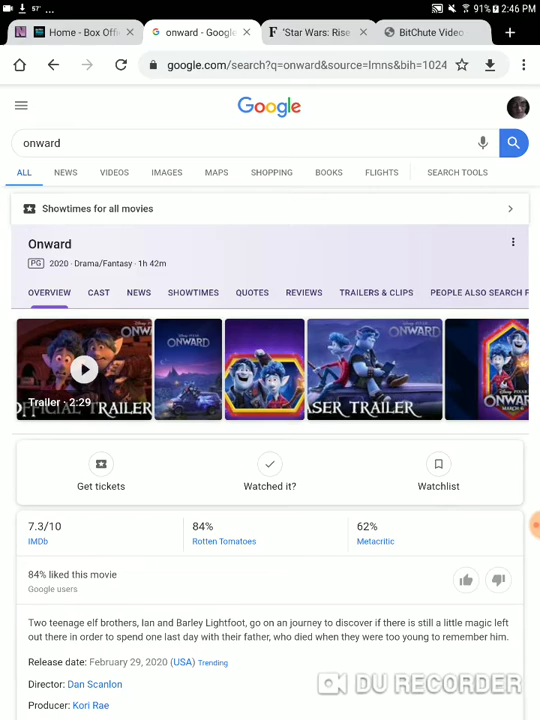 57°
91% 2:46 PM
Home - Box Offi
onward - Google
'Star Wars: Rise
BitChute Video
google.com/search?q=onward&source=lmns&bih=1024
Google
onward
ALL NEWS VIDEOS IMAGES MAPS SHOPPING BOOKS FLIGHTS SEARCH TOOLS
Showtimes for all movies
Onward
PG 2020 · Drama/Fantasy · 1h 42m
OVERVIEW CAST NEWS SHOWTIMES QUOTES REVIEWS TRAILERS & CLIPS PEOPLE ALSO SEARCH F
ONWARD
Trailer · 2:29
OFFICIAL TRAILER
ONWARD
ONWARD
ASER TRAILER
ONWARD
MARCH 6
Get tickets
Watched it?
Watchlist
7.3/10
IMDb
84%
Rotten Tomatoes
62%
Metacritic
84% liked this movie
Google users
Two teenage elf brothers, Ian and Barley Lightfoot, go on an journey to discover if there is still a little magic left
out there in order to spend one last day with their father, who died when they were too young to remember him.
Release date: February 29, 2020 (USA) Trending
Director: Dan Scanlon
Producer: Kori Rae
DU RECORDER